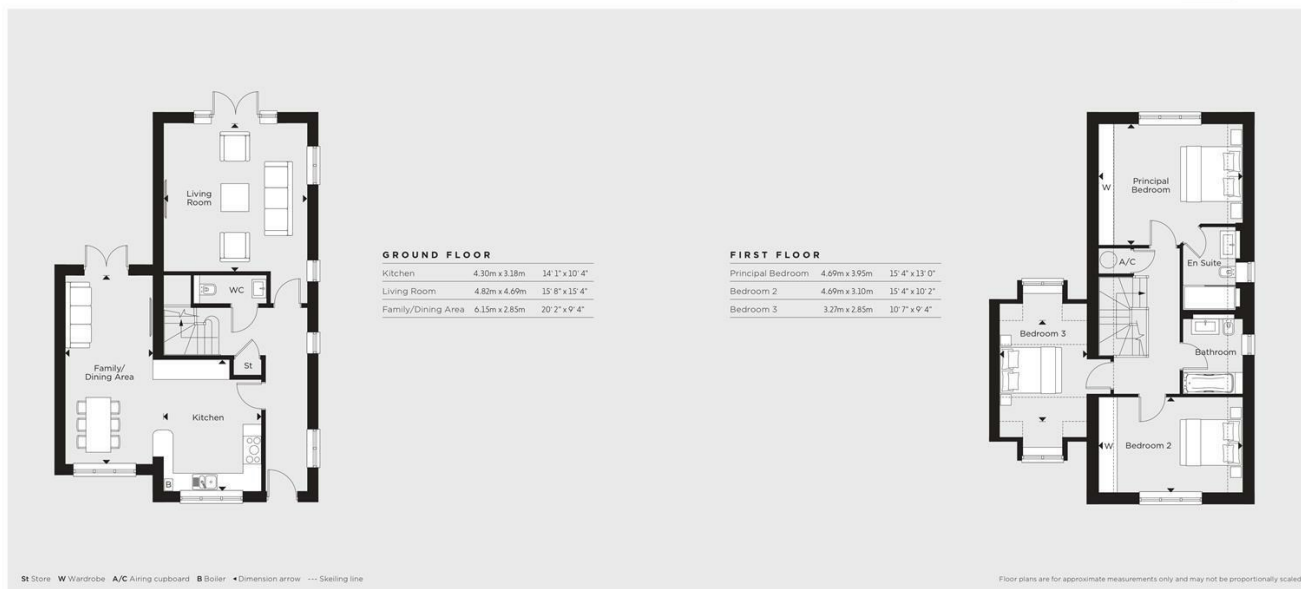 Living
Room
WC
St
Family/
Dining Area
Kitchen
B
GROUND FLOOR
Kitchen 4.30m x 3.18m 14' 1" x 10' 4"
Living Room 4.82m x 4.69m 15' 8" x 15' 4"
Family/Dining Area 6.15m x 2.85m 20' 2" x 9' 4"
FIRST FLOOR
Principal Bedroom 4.69m x 3.95m 15' 4" x 13' 0"
Bedroom 2 4.69m x 3.10m 15' 4" x 10' 2"
Bedroom 3 3.27m x 2.85m 10' 7" x 9' 4"
W
Principal
Bedroom
A/C
En Suite
Bedroom 3
Bathroom
W
Bedroom 2
St Store W Wardrobe A/C Airing cupboard B Boiler ◂ Dimension arrow --- Skeiling line
Floor plans are for approximate measurements only and may not be proportionally scaled